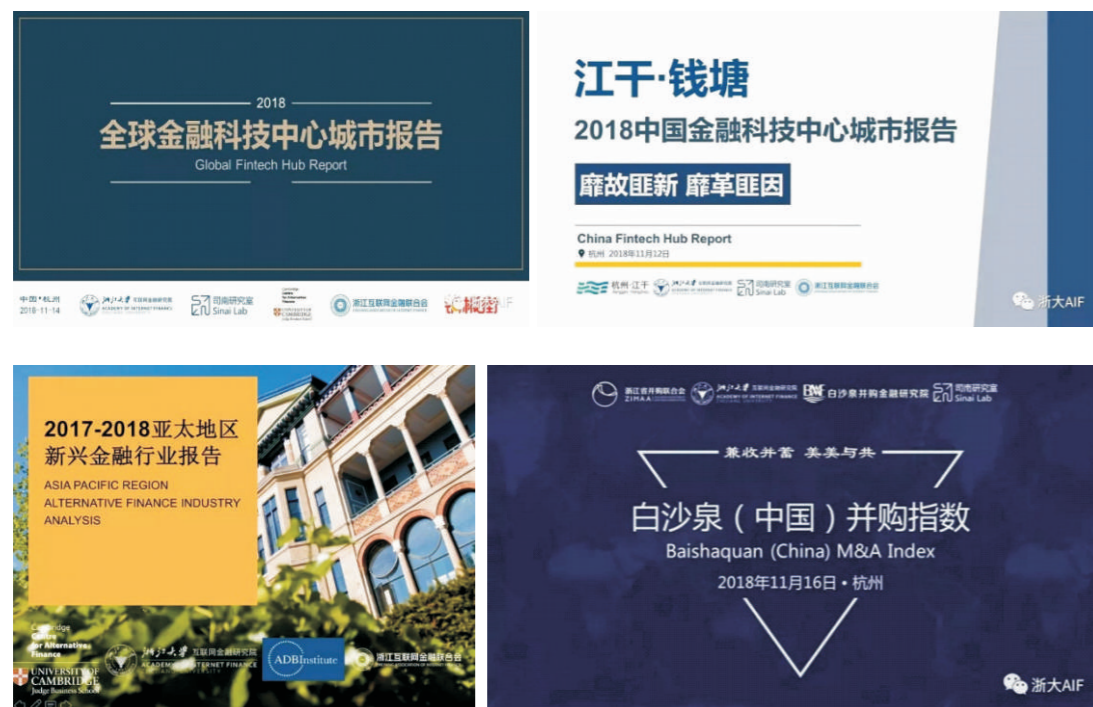 2018
全球金融科技中心城市报告
Global Fintech Hub Report
中国·杭州
2018-11-14
浙江大学 互联网金融研究院
ACADEMY OF INTERNET FINANCE
司南研究室
Sinai Lab
浙江互联网金融联合会
江干·钱塘
2018中国金融科技中心城市报告
靡故匪新 靡革匪因
China Fintech Hub Report
杭州 2018年11月12日
杭州·江干
浙江大学 互联网金融研究院
ACADEMY OF INTERNET FINANCE
司南研究室
Sinai Lab
浙江互联网金融联合会
浙大AIF
2017-2018亚太地区
新兴金融行业报告
ASIA PACIFIC REGION
ALTERNATIVE FINANCE INDUSTRY
ANALYSIS
Cambridge
Centre
for Alternative
Finance
UNIVERSITY OF
CAMBRIDGE
Judge Business School
浙江大学 互联网金融研究院
ACADEMY OF INTERNET FINANCE
ADBInstitute
浙江互联网金融联合会
浙江省并购联合会
ZJMAA
浙江大学 互联网金融研究院
ACADEMY OF INTERNET FINANCE
白沙泉并购金融研究院
司南研究室
Sinai Lab
兼收并蓄 美美与共
白沙泉（中国）并购指数
Baishaquan (China) M&A Index
2018年11月16日·杭州
浙大AIF